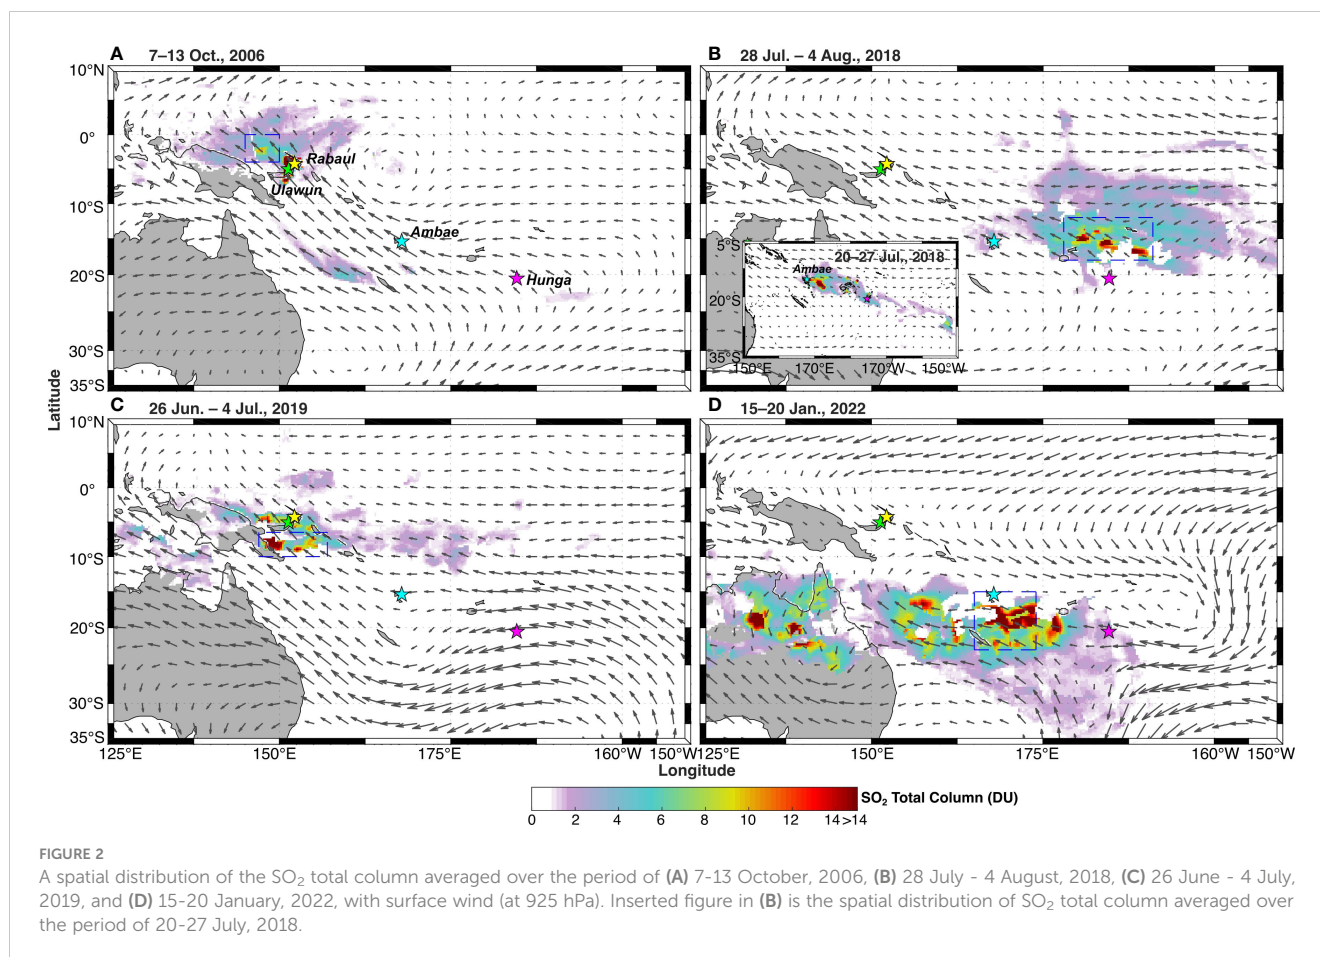 A 7–13 Oct., 2006
10°N
0°
10°S
20°S
30°S
35°S
Rabaul
Ulawun
Ambae
Hunga
B 28 Jul. – 4 Aug., 2018
5°S
20°S
35°S
20–27 Jul., 2018
Ambae
150°E 170°E 170°W 150°W
Latitude
C 26 Jun. – 4 Jul., 2019
10°N
0°
10°S
20°S
30°S
35°S
D 15–20 Jan., 2022
125°E 150°E 175°E 160°W 150°W
125°E 150°E 175°E 160°W 150°W
Longitude
SO₂ Total Column (DU)
0 2 4 6 8 10 12 14 >14
FIGURE 2
A spatial distribution of the SO₂ total column averaged over the period of (A) 7-13 October, 2006, (B) 28 July - 4 August, 2018, (C) 26 June - 4 July,
2019, and (D) 15-20 January, 2022, with surface wind (at 925 hPa). Inserted figure in (B) is the spatial distribution of SO₂ total column averaged over
the period of 20-27 July, 2018.